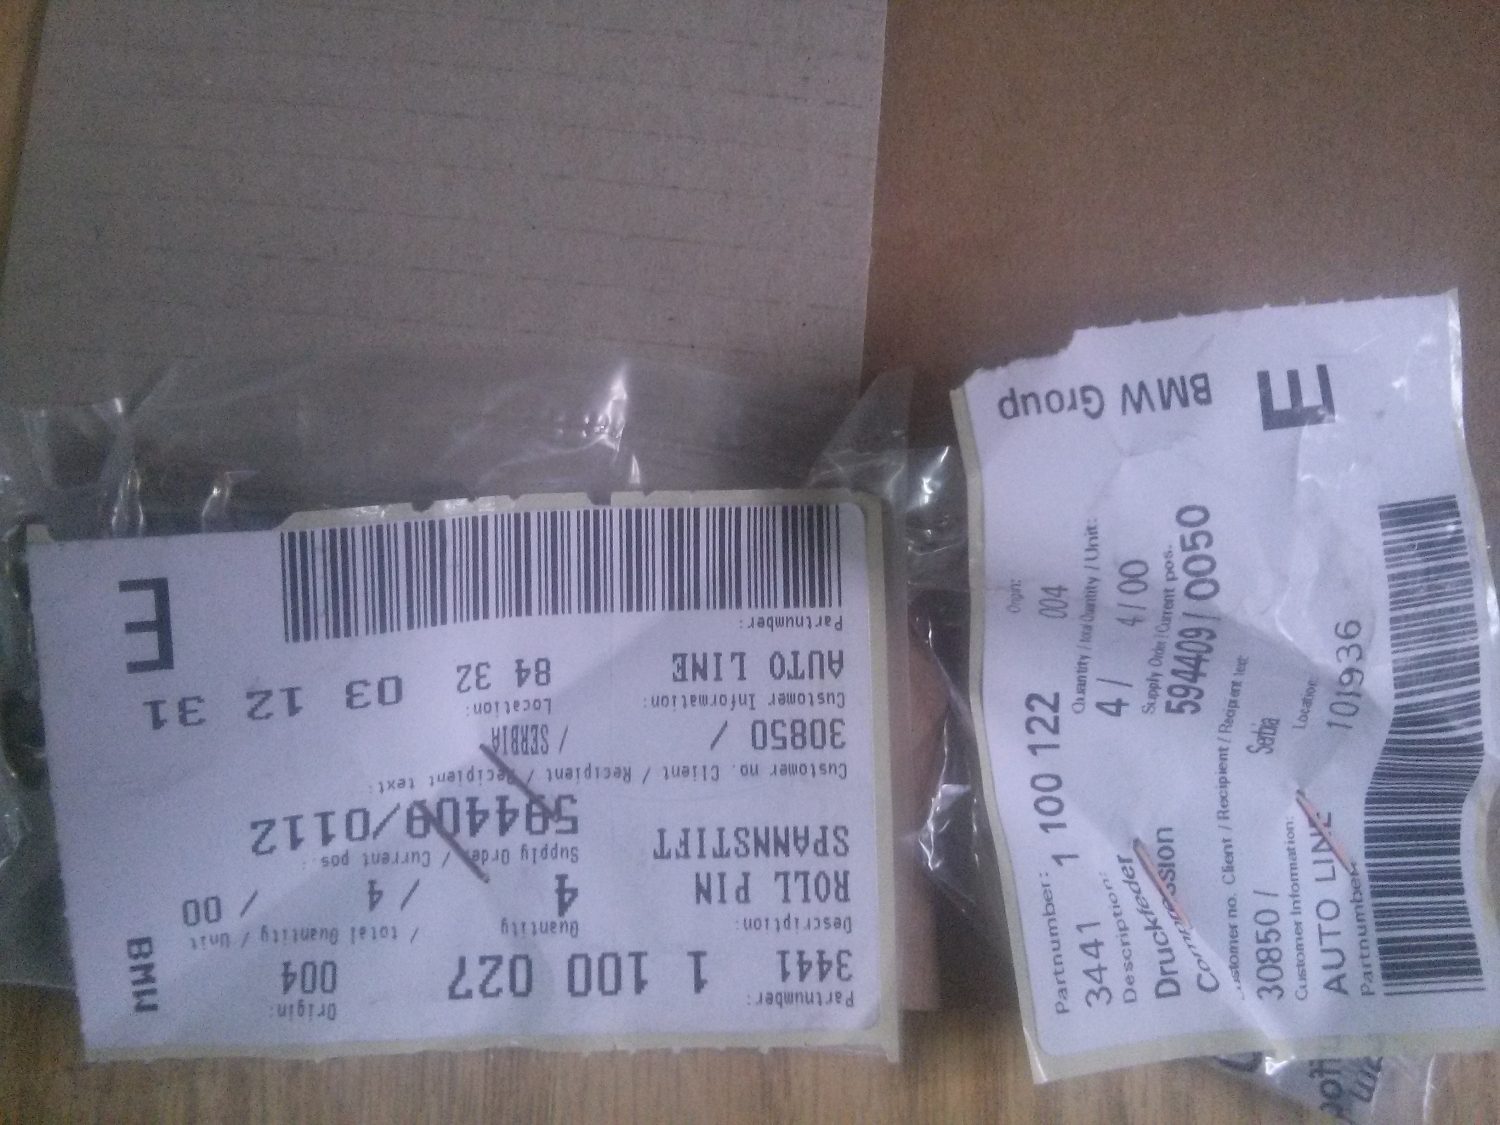 Partnumber:
3441 1 100 027
Origin:
004
BMW
Description:
ROLL PIN
SPANNSTIFT
Quantity / total Quantity / Unit
4 / 4 / 00
Supply Order / Current pos.
594409/0112
Customer no. Client / Recipient / Recipient text:
30850 / / SERBIA
Customer Information:
AUTO LINE
Location:
84 32 03 12 31
Partnumber:
E
BMW Group
E
Partnumber:
3441 1 100 122
Origin:
004
Description:
Druckfeder
Compression
Quantity / total Quantity / Unit:
4 / 4 / 00
Supply Order / Current pos.
594409 / 0050
Customer no. Client / Recipient / Recipient text
30850 / Serbia
Customer Information:
AUTO LINE
Location
101936
Partnumber